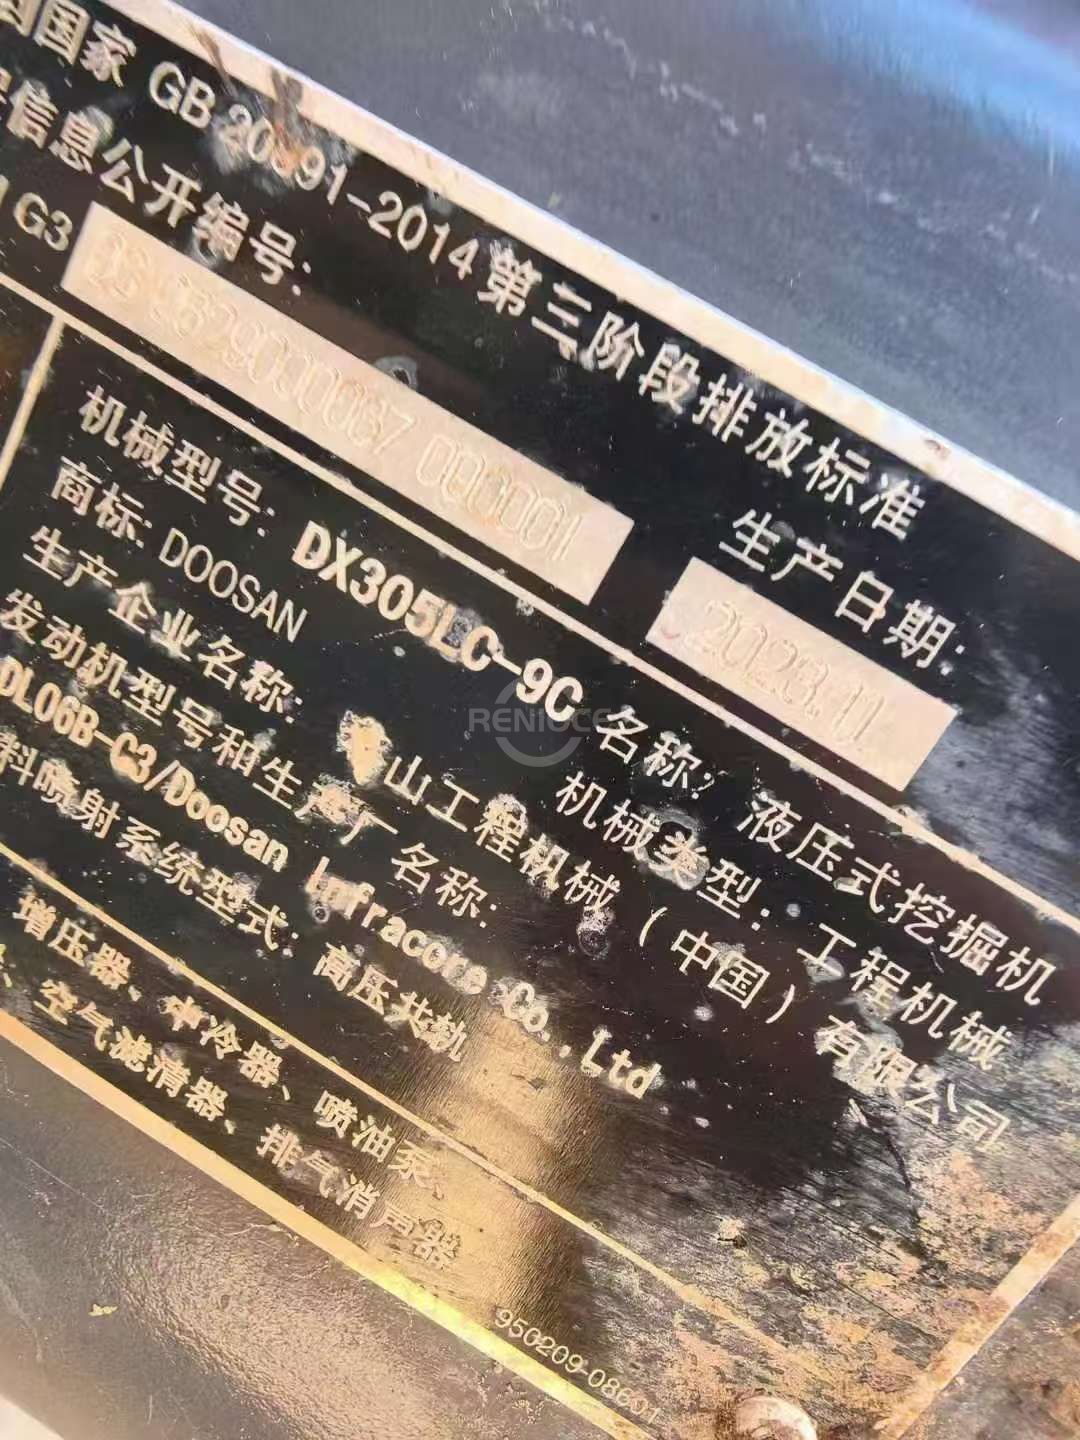 国国家 GB 20891-2014 第三阶段排放标准
信息公开编号: 生产日期:
G3 000001 2023.11
机械型号: DX305LC-9C 名称: 液压式挖掘机
商标: DOOSAN 机械类型: 工程机械
生产企业名称: 山工程机械(中国)有限公司
发动机型号和生产厂名称:
DL06B-C3/Doosan Infracore Co.,Ltd
料喷射系统型式: 高压共轨
增压器、中冷器、喷油泵、
空气滤清器、排气消声器
950209-08601
RENIUCE